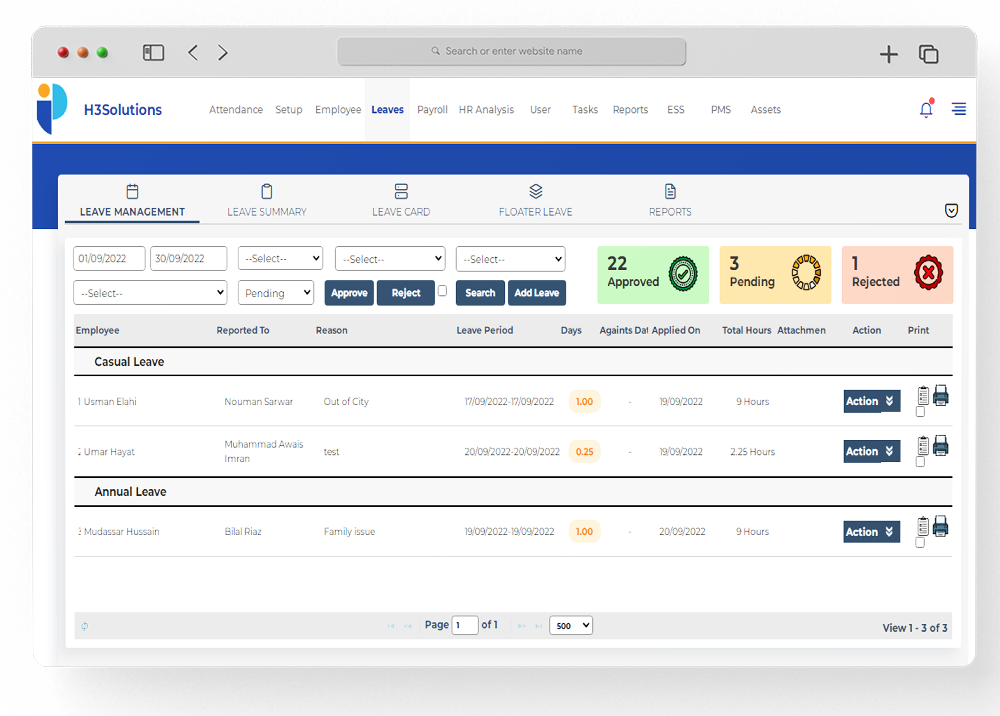 Search or enter website name
H3Solutions
Attendance Setup Employee Leaves Payroll HR Analysis User Tasks Reports ESS PMS Assets
LEAVE MANAGEMENT LEAVE SUMMARY LEAVE CARD FLOATER LEAVE REPORTS
01/09/2022 30/09/2022 --Select-- --Select-- --Select--
22 Approved
3 Pending
1 Rejected
--Select-- Pending Approve Reject Search Add Leave
Employee Reported To Reason Leave Period Days Againts Dat Applied On Total Hours Attachmen Action Print
Casual Leave
1 Usman Elahi Nouman Sarwar Out of City 17/09/2022-17/09/2022 1.00 - 19/09/2022 9 Hours Action
2 Umar Hayat Muhammad Awais Imran test 20/09/2022-20/09/2022 0.25 - 19/09/2022 2.25 Hours Action
Annual Leave
3 Mudassar Hussain Bilal Riaz Family issue 19/09/2022-19/09/2022 1.00 - 20/09/2022 9 Hours Action
Page 1 of 1 500 View 1 - 3 of 3